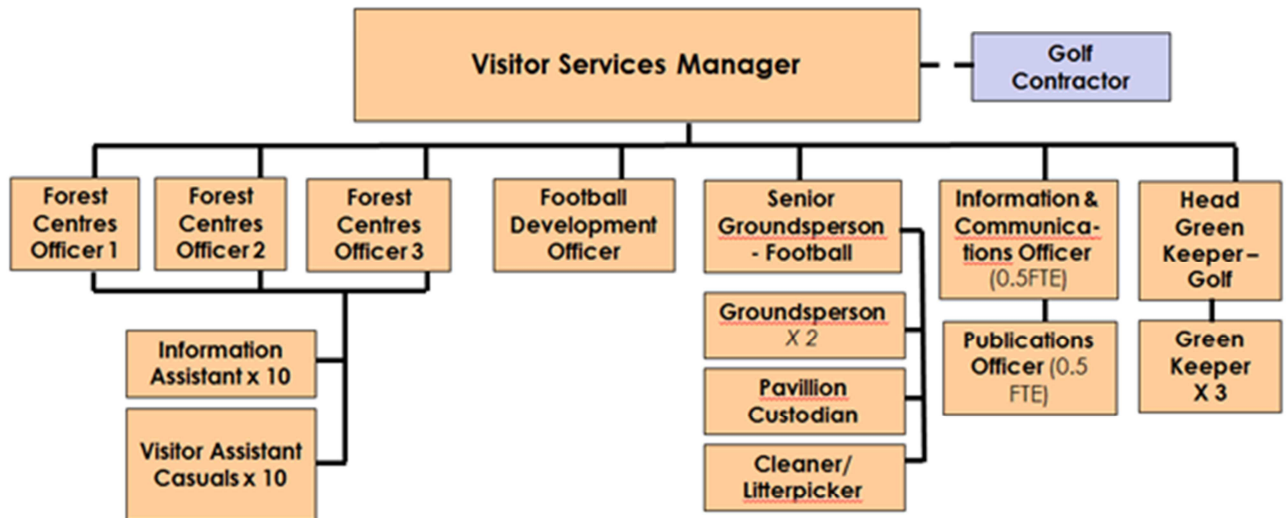 Visitor Services Manager
Golf
Contractor
Forest
Centres
Officer 1
Forest
Centres
Officer 2
Forest
Centres
Officer 3
Football
Development
Officer
Senior
Groundsperson
- Football
Information &
Communica-
tions Officer
(0.5FTE)
Head
Green
Keeper –
Golf
Information
Assistant x 10
Visitor Assistant
Casuals x 10
Groundsperson
X 2
Pavillion
Custodian
Cleaner/
Litterpicker
Publications
Officer (0.5
FTE)
Green
Keeper
X 3